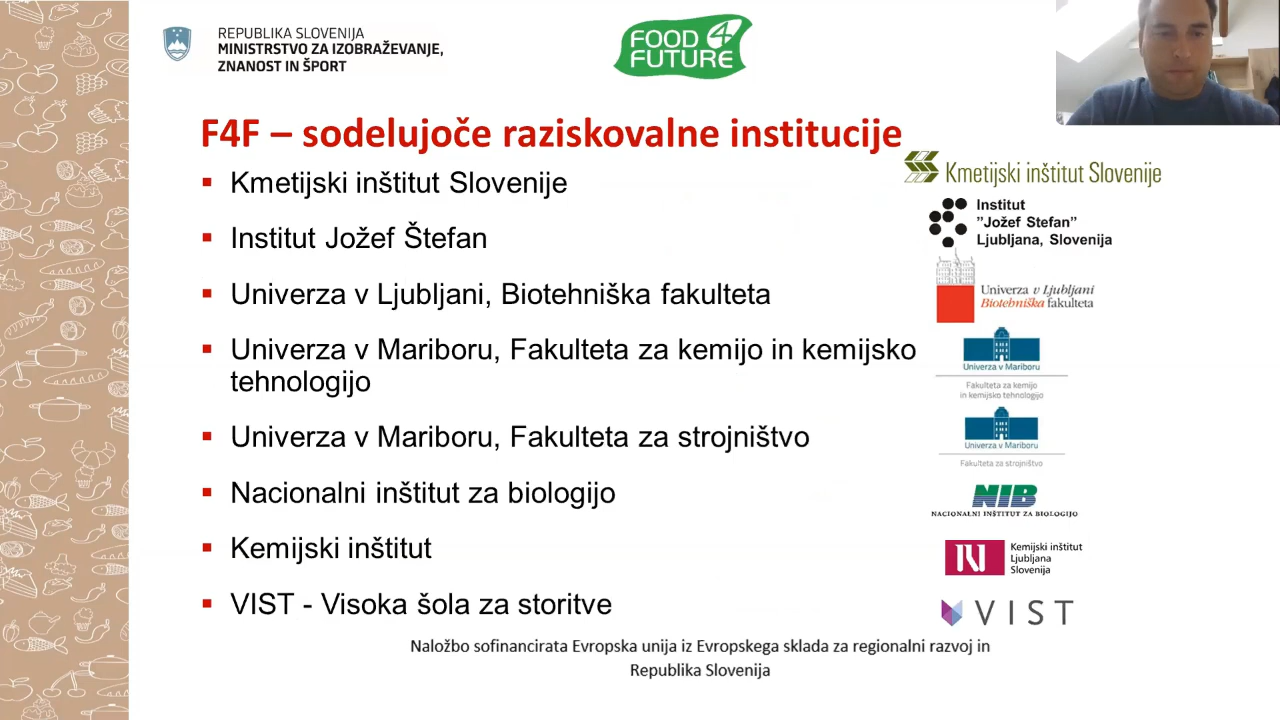 REPUBLIKA SLOVENIJA
MINISTRSTVO ZA IZOBRAŽEVANJE,
ZNANOST IN ŠPORT
FOOD 4
FUTURE
F4F – sodelujoče raziskovalne institucije
Kmetijski inštitut Slovenije
Institut Jožef Štefan
Univerza v Ljubljani, Biotehniška fakulteta
Univerza v Mariboru, Fakulteta za kemijo in kemijsko
tehnologijo
Univerza v Mariboru, Fakulteta za strojništvo
Nacionalni inštitut za biologijo
Kemijski inštitut
VIST - Visoka šola za storitve
Kmetijski inštitut Slovenije
Institut
"Jožef Stefan"
Ljubljana, Slovenija
Univerza v Ljubljani
Biotehniška fakulteta
Univerza v Mariboru
Fakulteta za kemijo
in kemijsko tehnologijo
Univerza v Mariboru
Fakulteta za strojništvo
NIB
NACIONALNI INŠTITUT ZA BIOLOGIJO
Kemijski inštitut
Ljubljana
Slovenija
VIST
Naložbo sofinancirata Evropska unija iz Evropskega sklada za regionalni razvoj in
Republika Slovenija